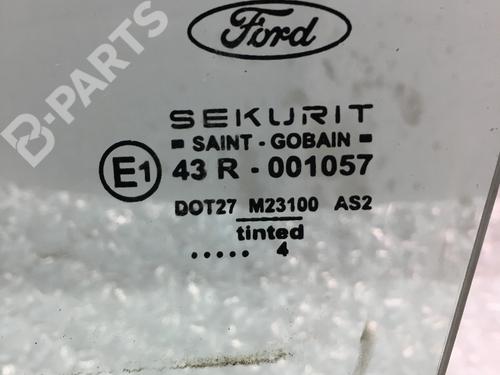 Ford
B-PARTS
SEKURIT
SAINT - GOBAIN
E1 43 R - 001057
DOT27 M23100 AS2
tinted
..... 4